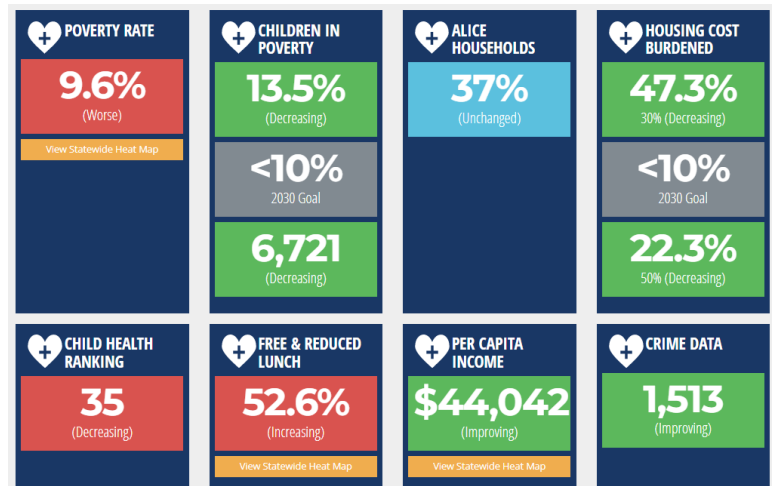 POVERTY RATE
9.6%
(Worse)
View Statewide Heat Map
CHILDREN IN
POVERTY
13.5%
(Decreasing)
<10%
2030 Goal
6,721
(Decreasing)
ALICE
HOUSEHOLDS
37%
(Unchanged)
HOUSING COST
BURDENED
47.3%
30% (Decreasing)
<10%
2030 Goal
22.3%
50% (Decreasing)
CHILD HEALTH
RANKING
35
(Decreasing)
FREE & REDUCED
LUNCH
52.6%
(Increasing)
View Statewide Heat Map
PER CAPITA
INCOME
$44,042
(Improving)
View Statewide Heat Map
CRIME DATA
1,513
(Improving)